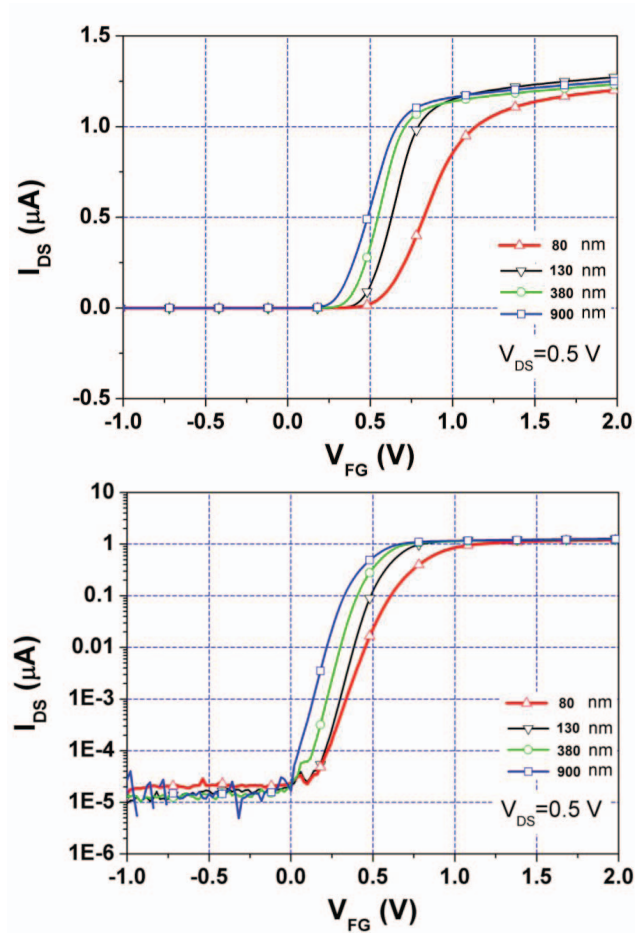 1.5
1.0
0.5
0.0
-0.5
I_DS (μA)
80 nm
130 nm
380 nm
900 nm
V_DS=0.5 V
-1.0 -0.5 0.0 0.5 1.0 1.5 2.0
V_FG (V)
10
1
0.1
0.01
1E-3
1E-4
1E-5
1E-6
I_DS (μA)
80 nm
130 nm
380 nm
900 nm
V_DS=0.5 V
-1.0 -0.5 0.0 0.5 1.0 1.5 2.0
V_FG (V)